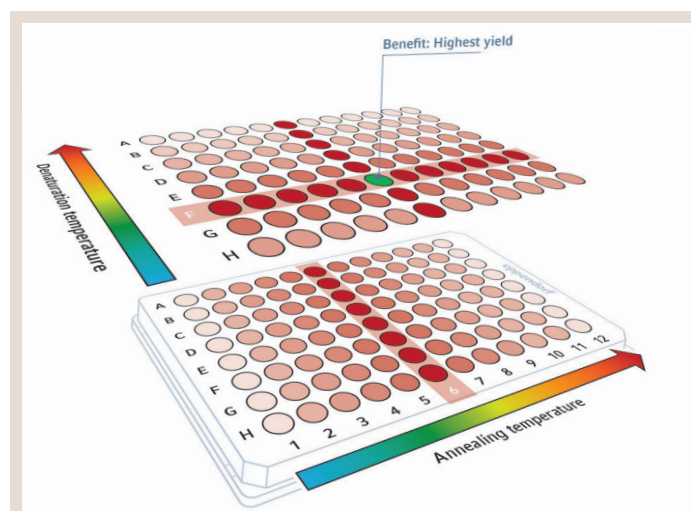 Benefit: Highest yield
A
B
C
D
E
F
G
H
Denaturation temperature
eppendorf
A
B
C
D
E
F
G
H
1 2 3 4 5 6 7 8 9 10 11 12
Annealing temperature